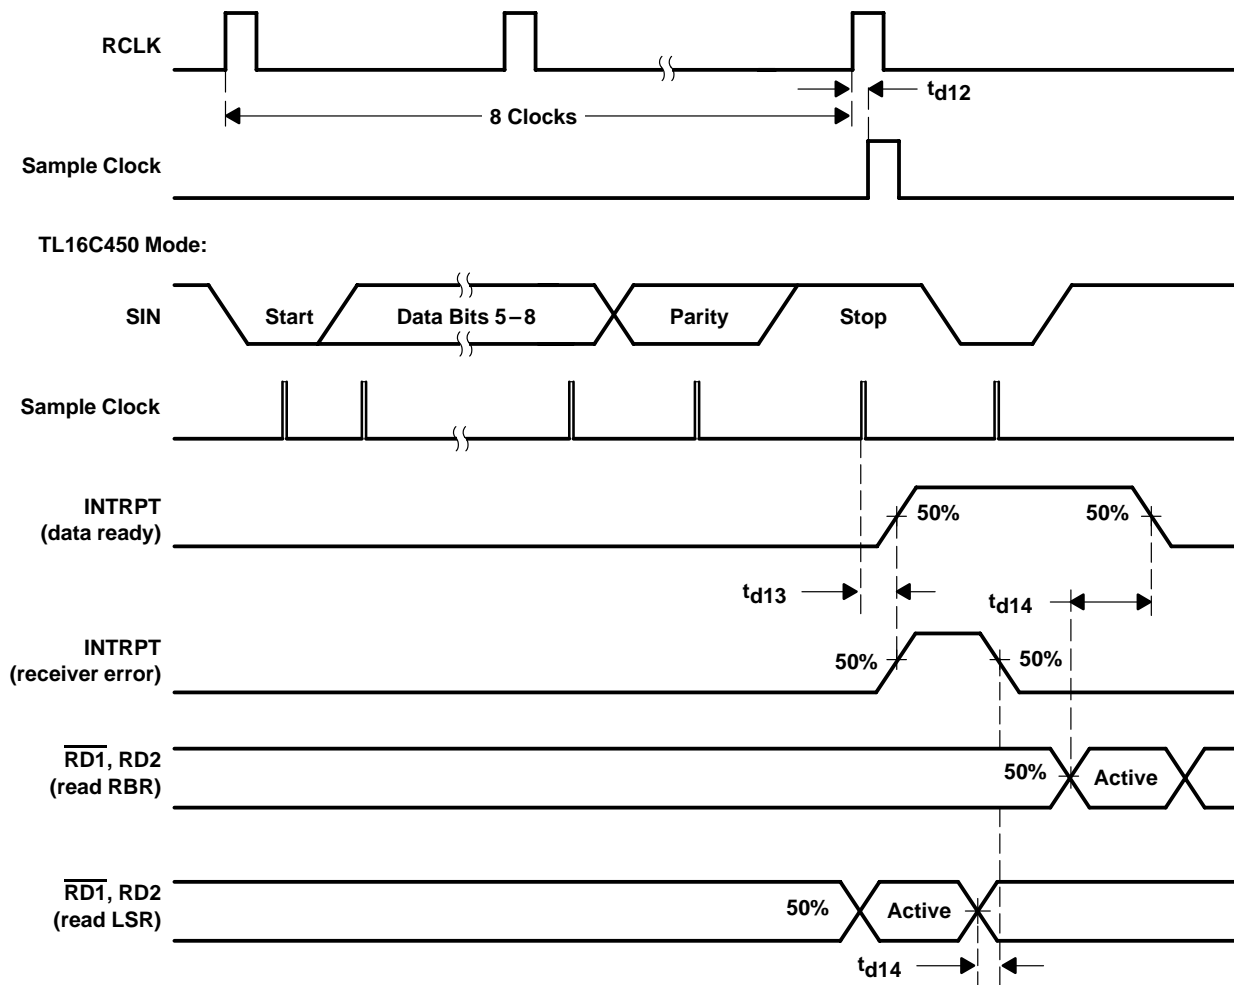 RCLK
td12
8 Clocks
Sample Clock
TL16C450 Mode:
SIN
Start
Data Bits 5–8
Parity
Stop
Sample Clock
INTRPT
(data ready)
50%
50%
td13
td14
INTRPT
(receiver error)
50%
50%
RD1, RD2
(read RBR)
50%
Active
RD1, RD2
(read LSR)
50%
Active
td14